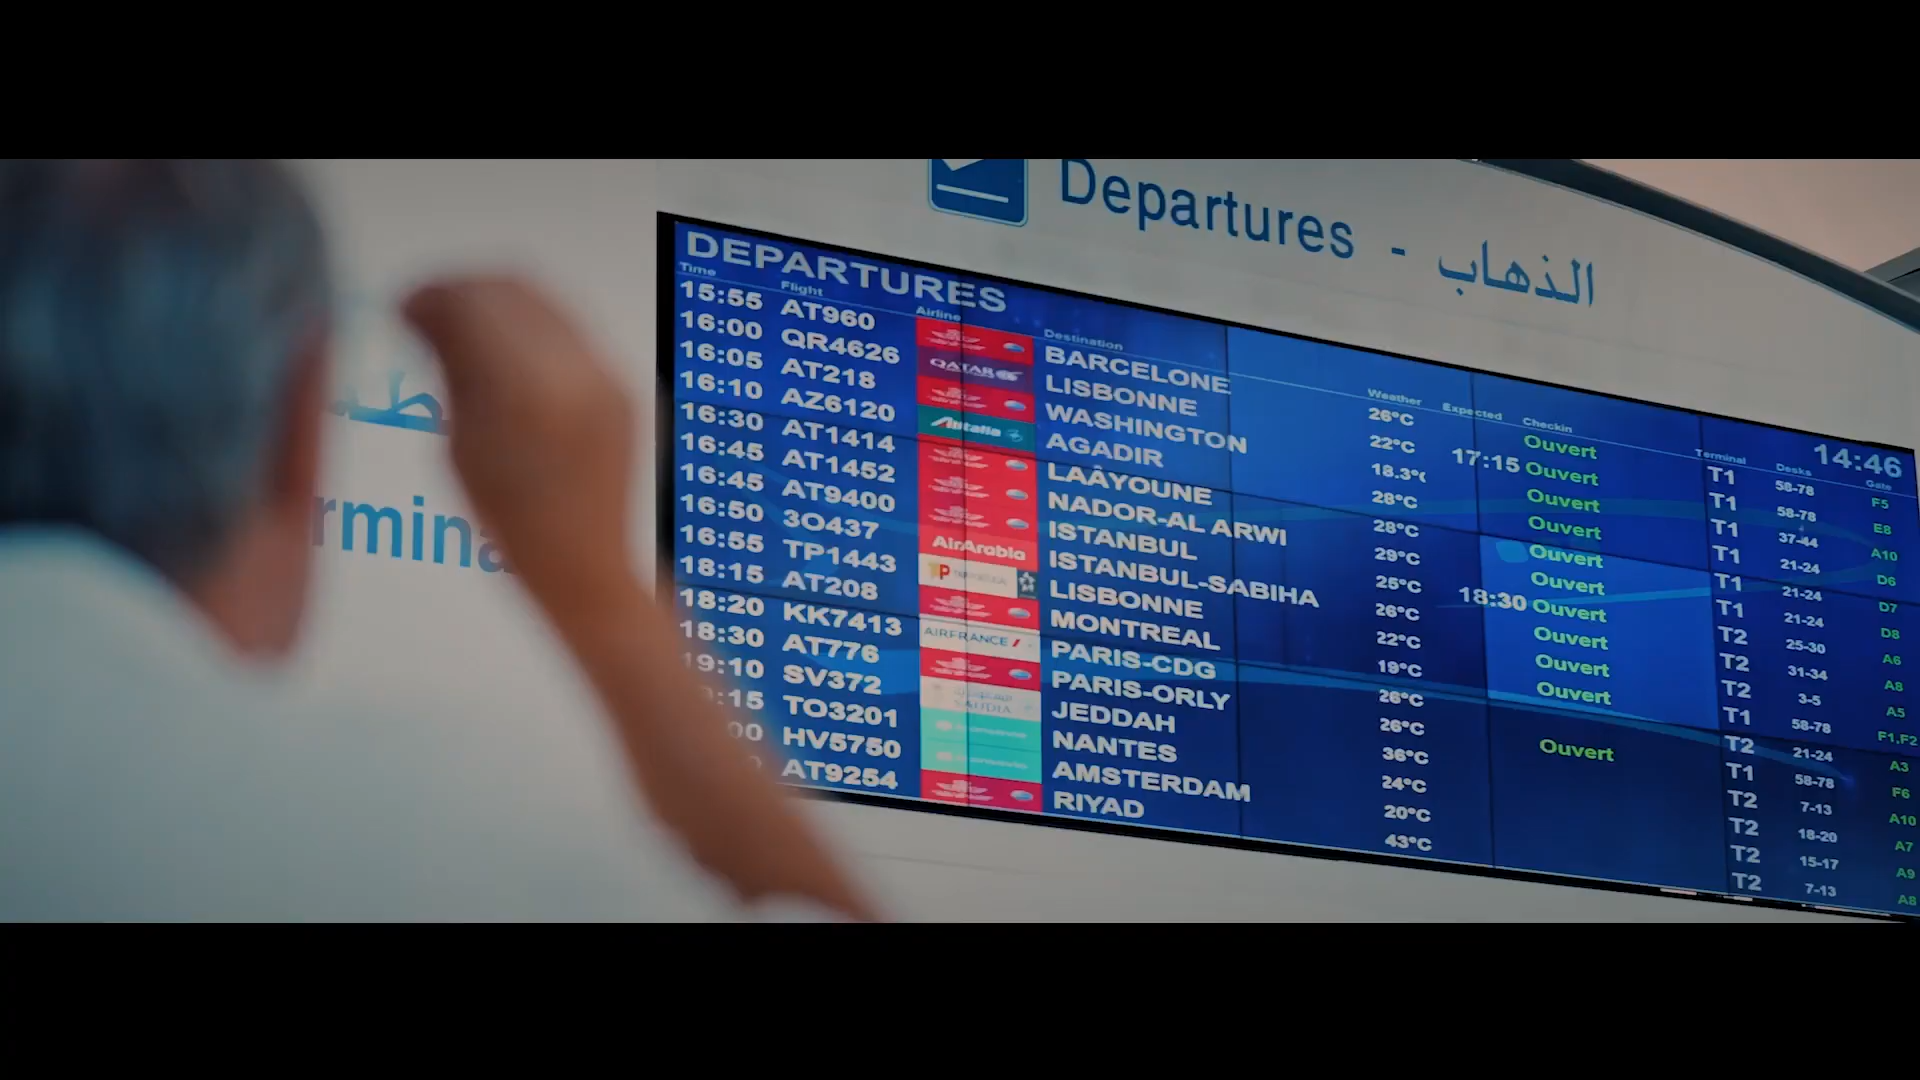 Departures - الذهاب
DEPARTURES 14:46
Time Flight Airline Destination Weather Expected Checkin Terminal Desks Gate
15:55 AT960 BARCELONE 26°C Ouvert T1 58-78 F5
16:00 QR4626 QATAR LISBONNE 22°C 17:15 Ouvert T1 58-78 E8
16:05 AT218 WASHINGTON 18.3°C Ouvert T1 37-44 A10
16:10 AZ6120 Alitalia AGADIR 28°C Ouvert T1 21-24 D6
16:30 AT1414 LAÂYOUNE 28°C Ouvert T1 21-24 D7
16:45 AT1452 NADOR-AL ARWI 29°C Ouvert T1 21-24 D8
16:45 AT9400 ISTANBUL 25°C 18:30 Ouvert T2 25-30 A6
16:50 3O437 AirArabia ISTANBUL-SABIHA 26°C Ouvert T2 31-34 A8
16:55 TP1443 TP LISBONNE 22°C Ouvert T2 3-5 A5
18:15 AT208 MONTREAL 19°C Ouvert T1 58-78 F1,F2
18:20 KK7413 AIRFRANCE PARIS-CDG 26°C T2 21-24 A3
18:30 AT776 PARIS-ORLY 26°C Ouvert T1 58-78 F6
19:10 SV372 SAUDIA JEDDAH 36°C T2 7-13 A10
:15 TO3201 NANTES 24°C T2 18-20 A7
00 HV5750 AMSTERDAM 20°C T2 15-17 A9
AT9254 RIYAD 43°C T2 7-13 A8
rmina